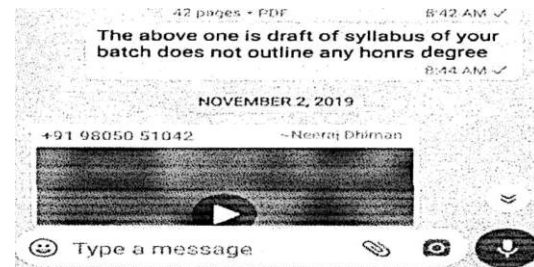 42 pages • PDF 8:42 AM ✓
The above one is draft of syllabus of your
batch does not outline any honrs degree
8:44 AM ✓
NOVEMBER 2, 2019
+91 98050 51042 ~Neeraj Dhiman
Type a message